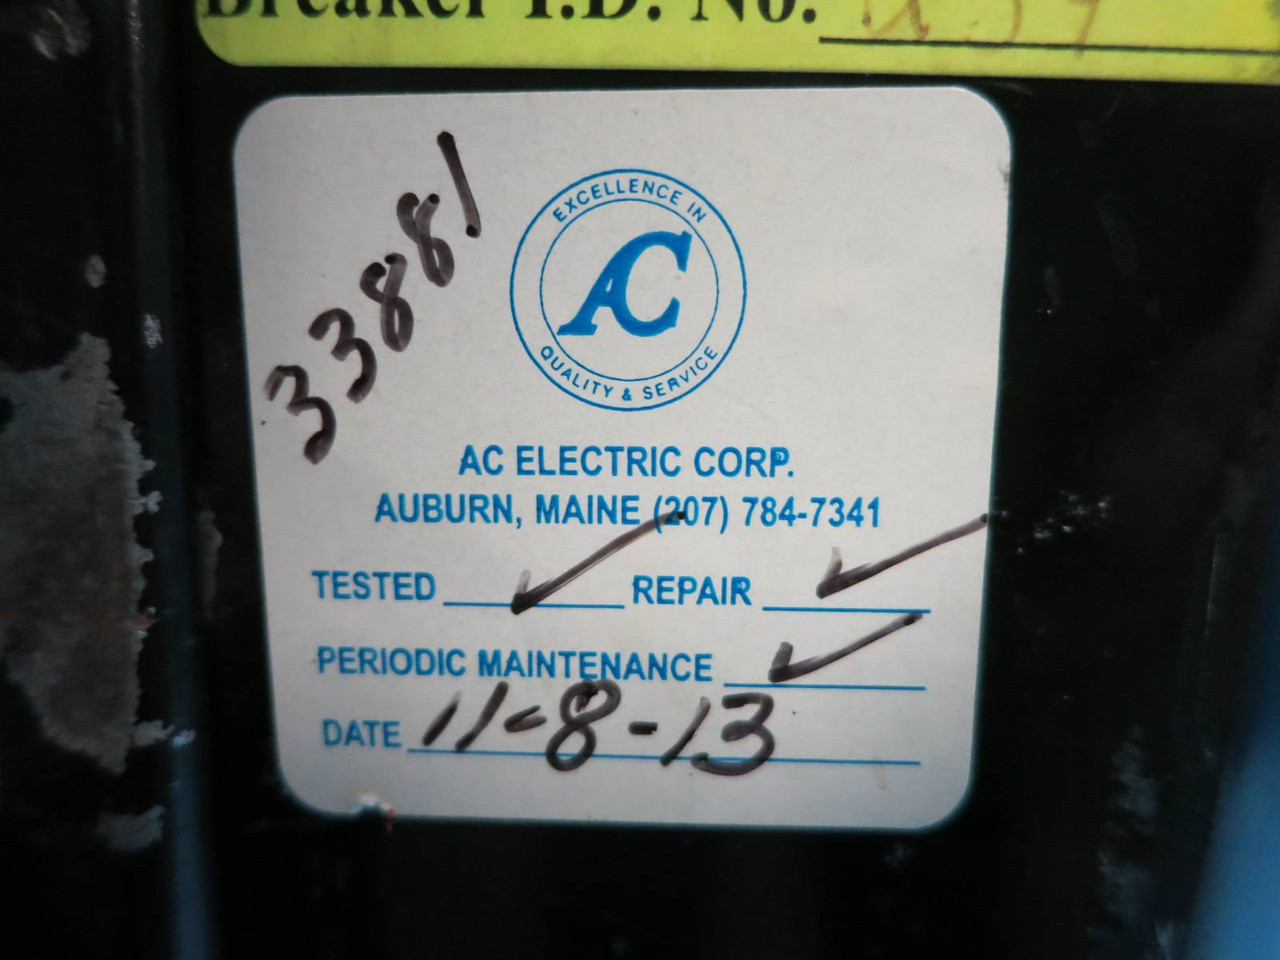 Breaker I.D. No.
33881
EXCELLENCE IN
AC
QUALITY & SERVICE
AC ELECTRIC CORP.
AUBURN, MAINE (207) 784-7341
TESTED ✓ REPAIR ✓
PERIODIC MAINTENANCE ✓
DATE 11-8-13